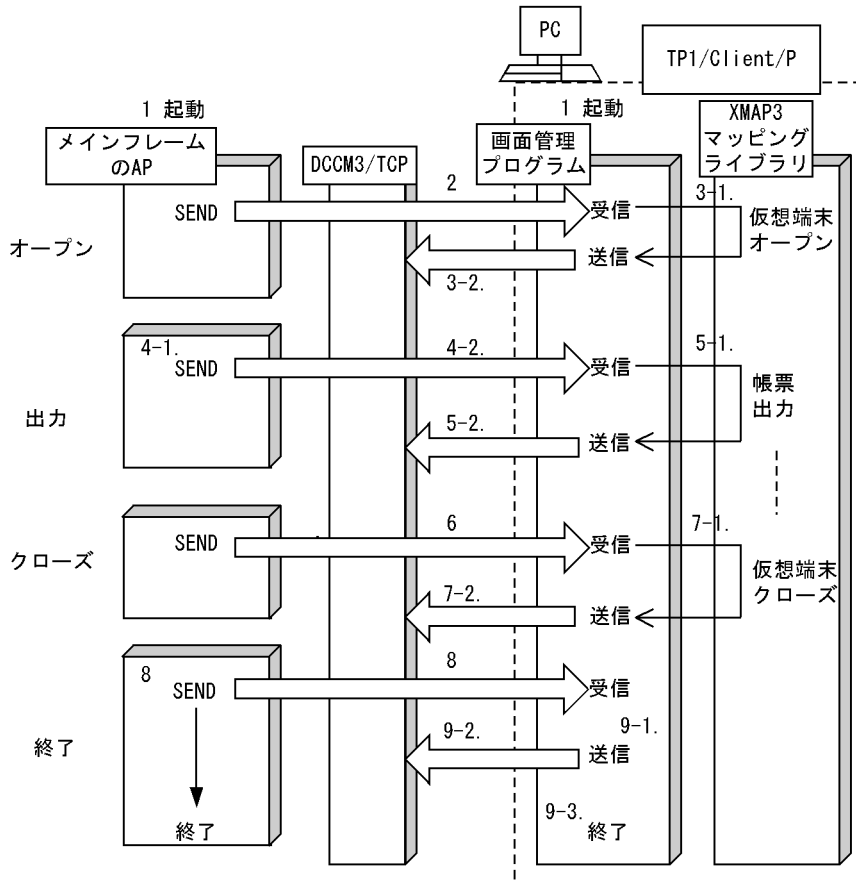 PC
TP1/Client/P
1 起動
1 起動
メインフレーム
のAP
DCCM3/TCP
画面管理
プログラム
XMAP3
マッピング
ライブラリ
オープン
SEND
2
受信
3-1.
仮想端末
オープン
送信
3-2.
出力
4-1.
SEND
4-2.
受信
5-1.
帳票
出力
5-2.
送信
クローズ
SEND
6
受信
7-1.
仮想端末
クローズ
7-2.
送信
終了
8
SEND
8
受信
9-1.
9-2.
送信
終了
9-3.
終了